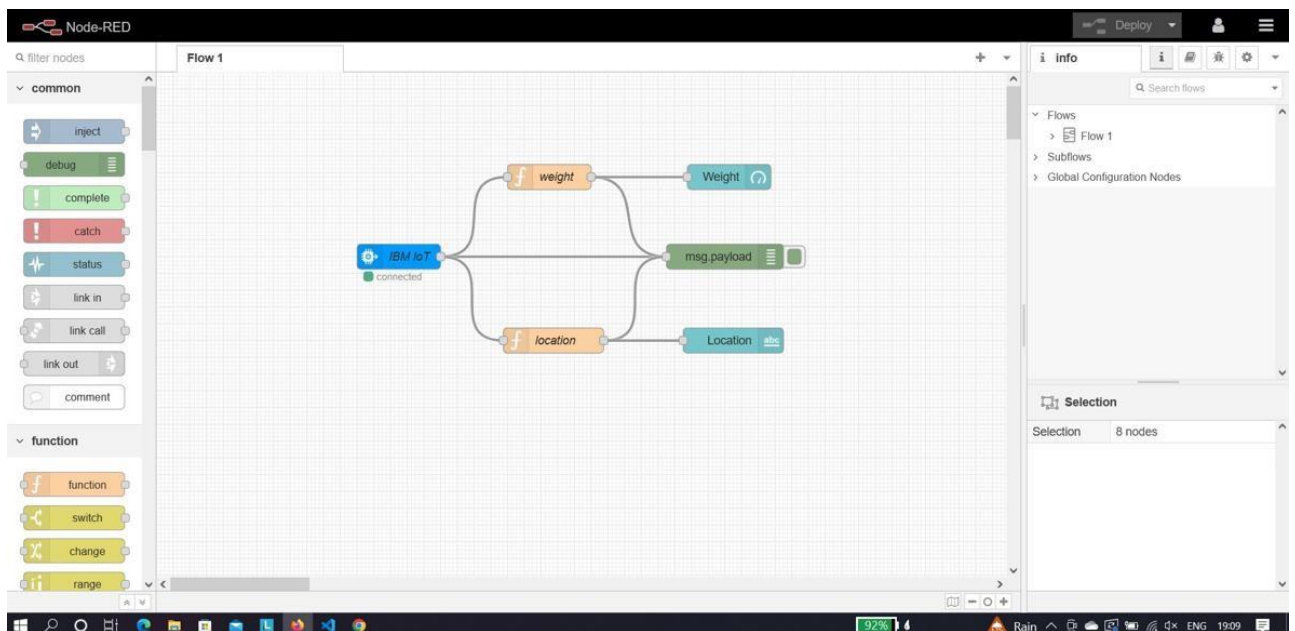 Node-RED
Deploy
filter nodes
Flow 1
info
i
common
Search flows
inject
Flows
Flow 1
debug
Subflows
weight
Weight
Global Configuration Nodes
complete
catch
IBM IoT
msg.payload
status
connected
link in
link call
location
Location
abc
link out
comment
Selection
Selection
8 nodes
function
function
switch
change
range
92%
Rain
ENG
19:09